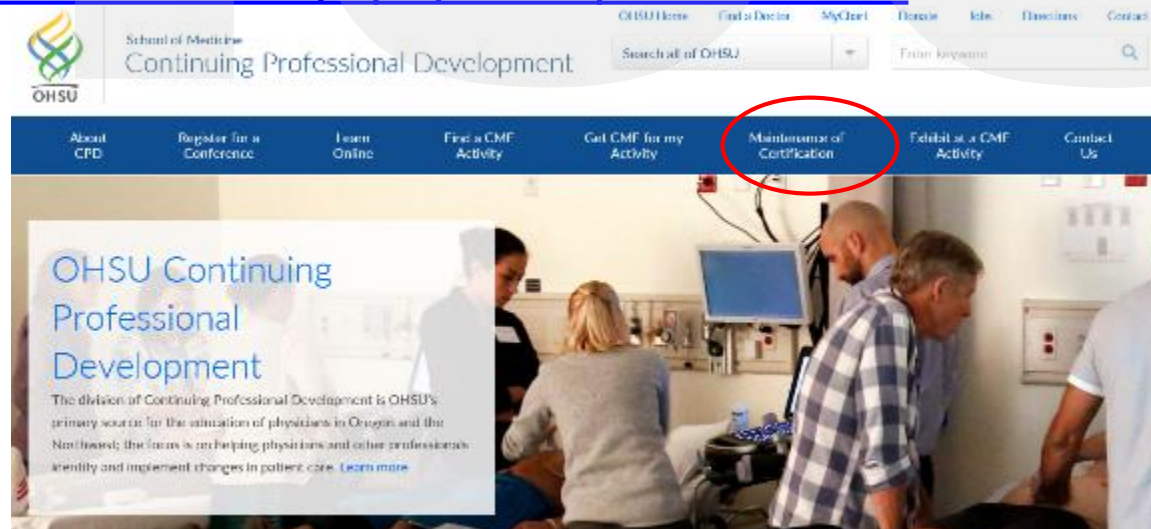 OHSU Home Find a Doctor MyChart Donate Jobs Directions Contact
School of Medicine
Continuing Professional Development
Search all of OHSU
Enter keyword
OHSU
About CPD
Register for a Conference
Learn Online
Find a CME Activity
Get CME for my Activity
Maintenance of Certification
Exhibit at a CME Activity
Contact Us
OHSU Continuing
Professional
Development
The division of Continuing Professional Development is OHSU's
primary source for the education of physicians in Oregon and the
Northwest; the focus is on helping physicians and other professionals
identify and implement changes in patient care. Learn more